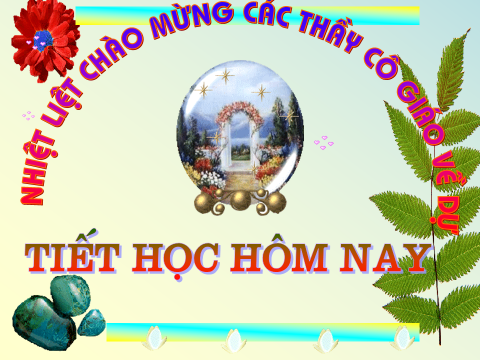 NHIỆT LIỆT CHÀO MỪNG CÁC THẦY CÔ GIÁO VỀ DỰ
TIẾT HỌC HÔM NAY